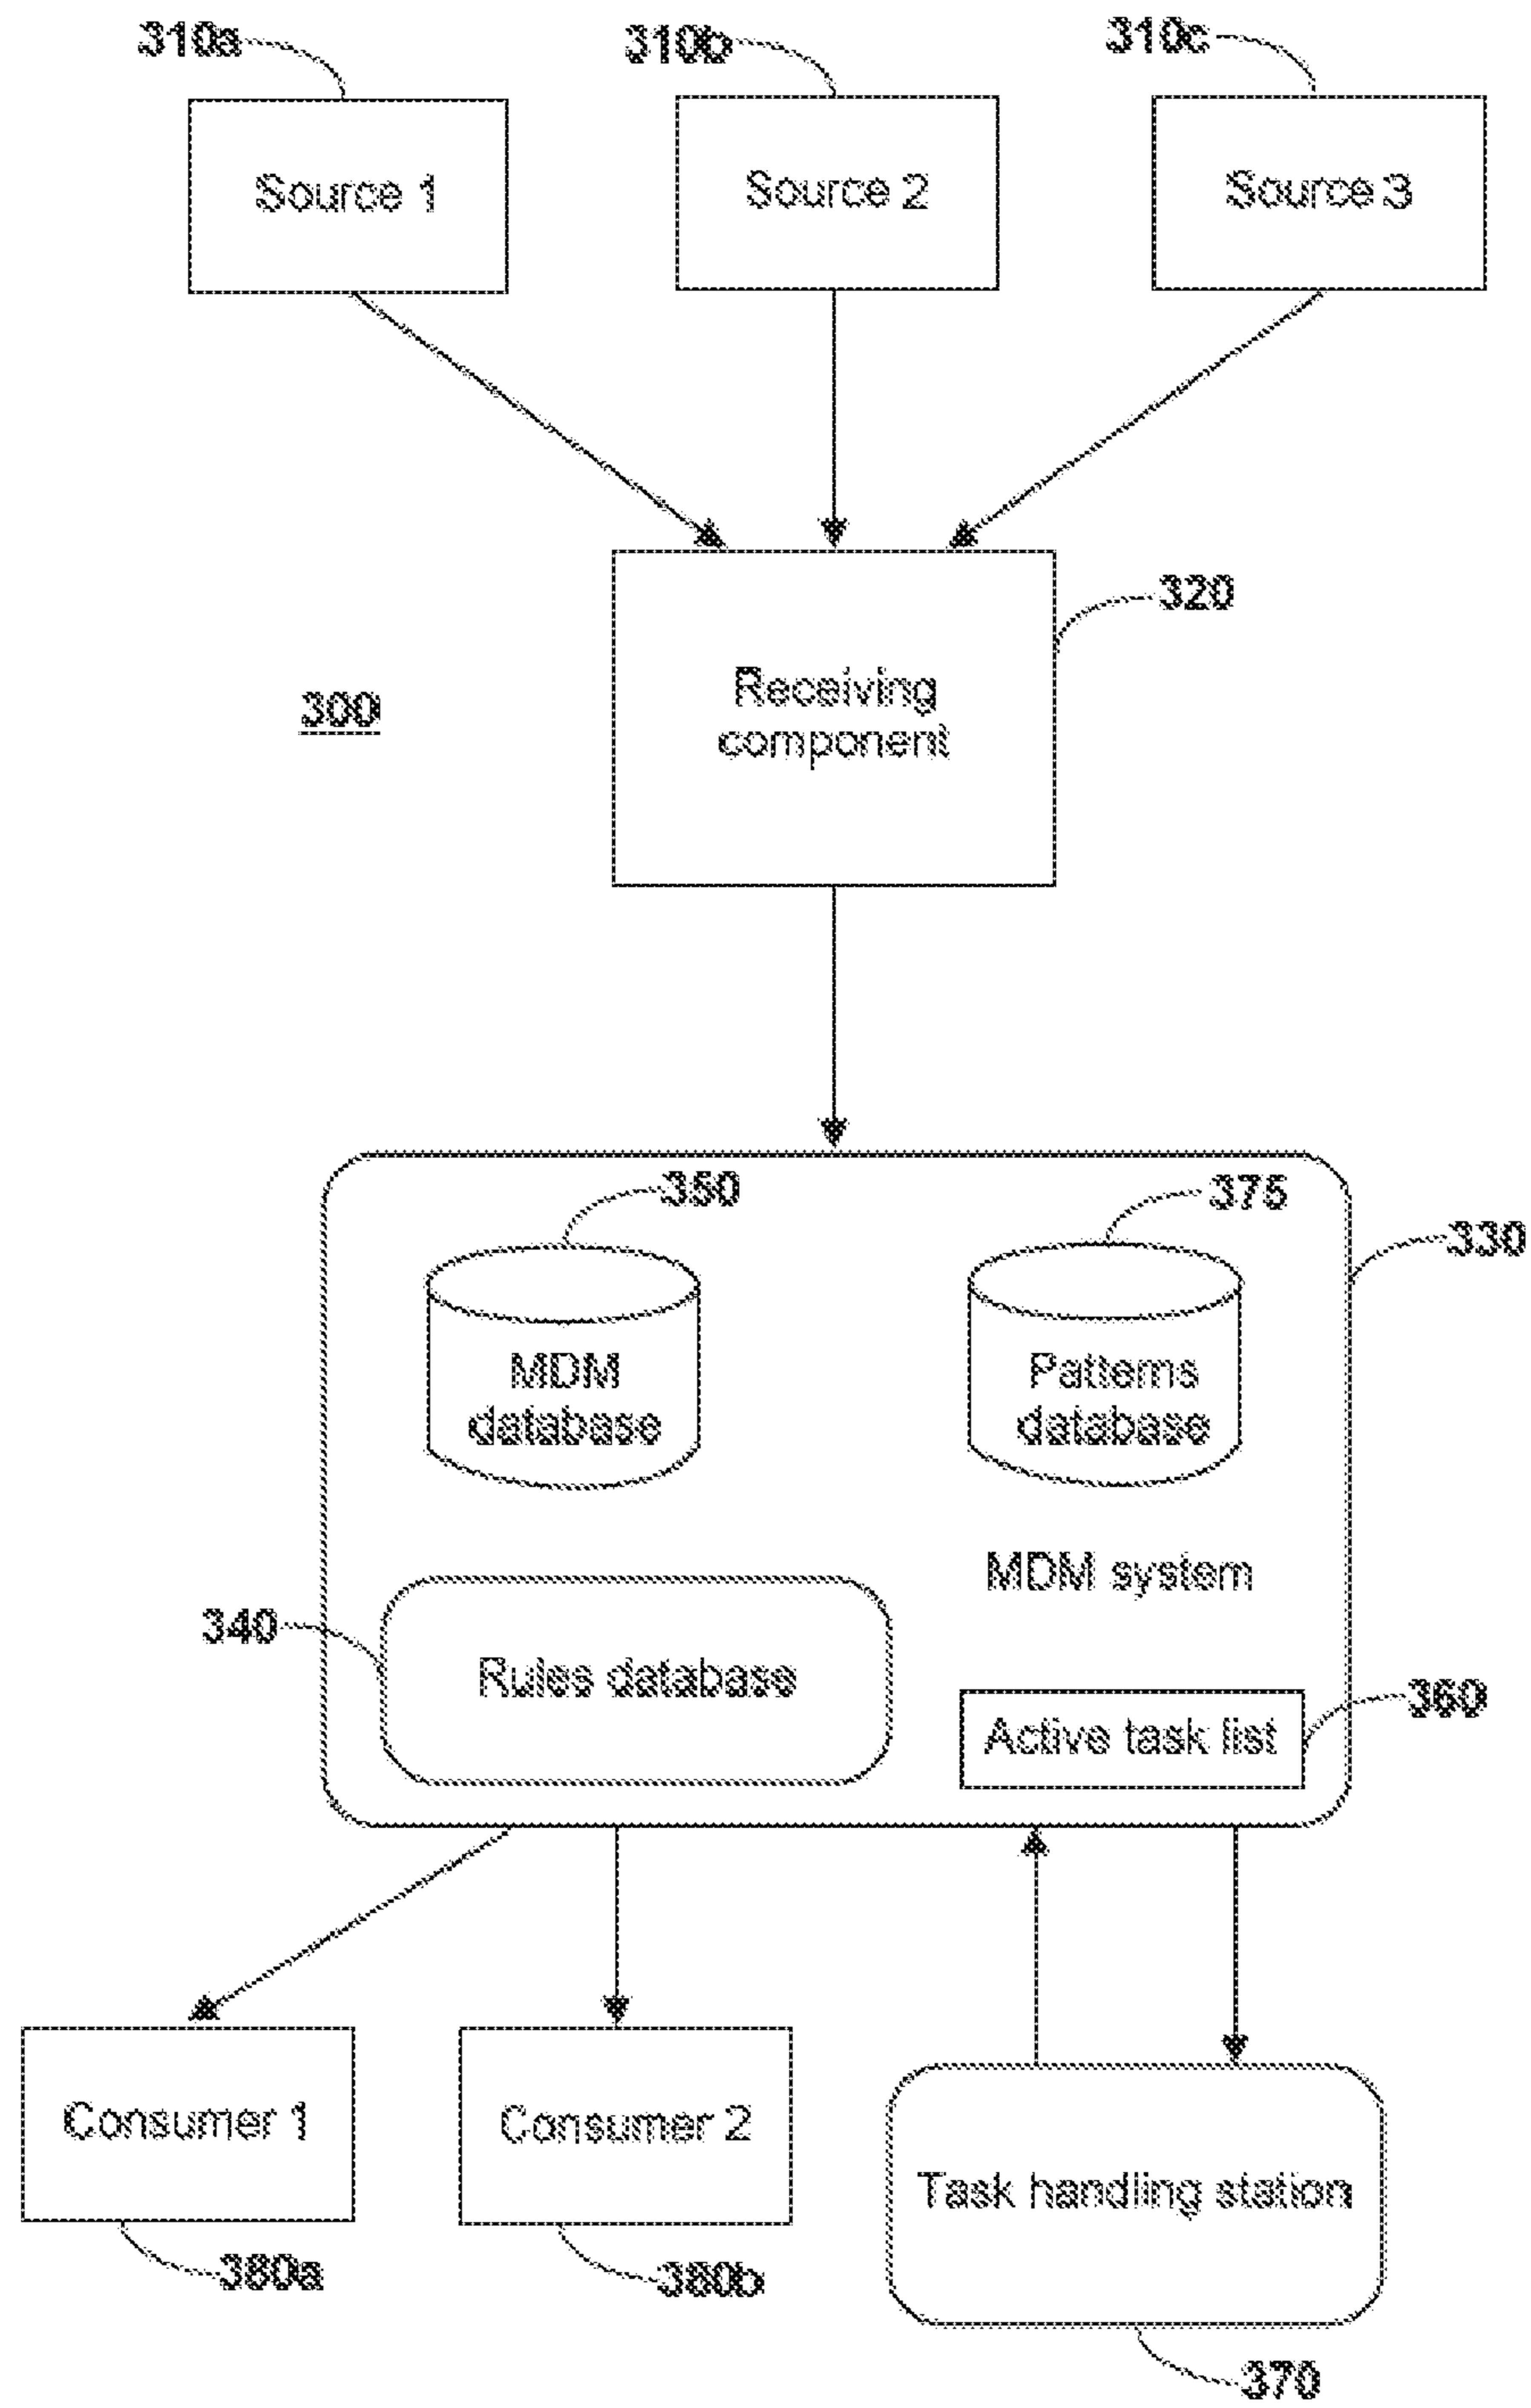 310a
310b
310c
Source 1
Source 2
Source 3
320
Receiving
component
300
350
375
330
MDM
database
Patterns
database
MDM system
340
Rules database
360
Active task list
Consumer 1
Consumer 2
Task handling station
380a
380b
370